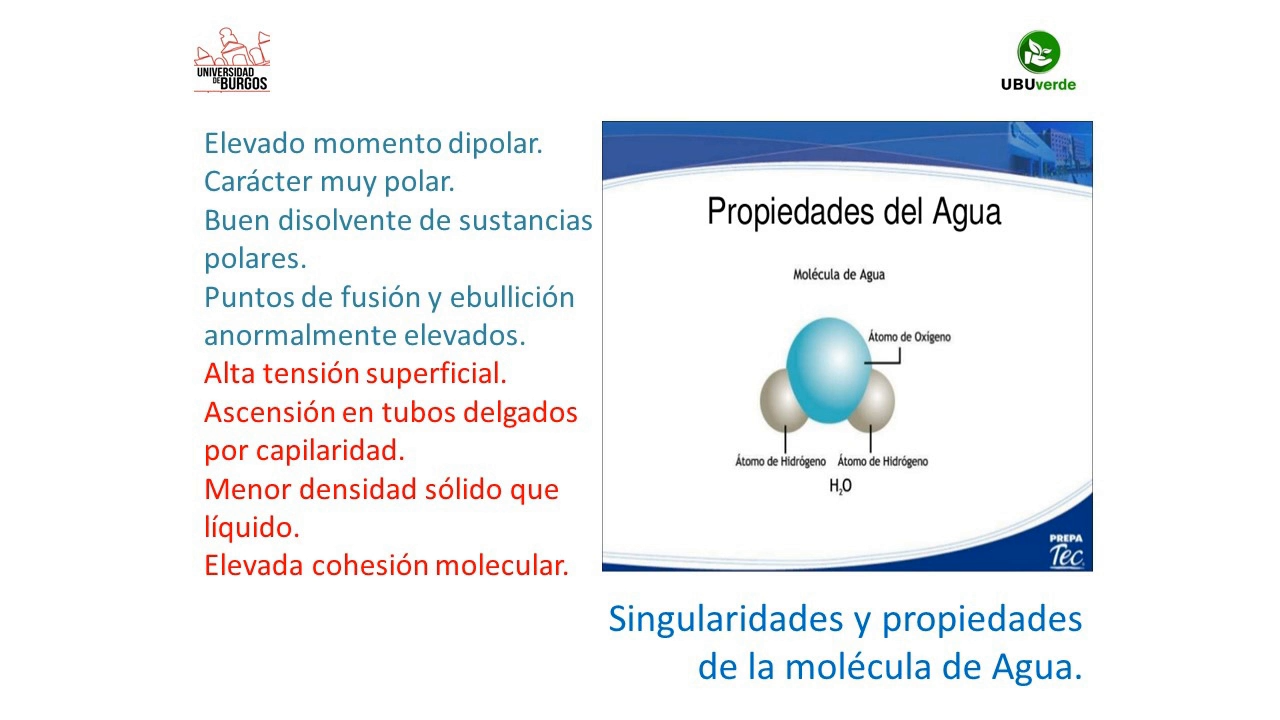 UNIVERSIDAD
DE BURGOS
UBUverde
Elevado momento dipolar.
Carácter muy polar.
Buen disolvente de sustancias
polares.
Puntos de fusión y ebullición
anormalmente elevados.
Alta tensión superficial.
Ascensión en tubos delgados
por capilaridad.
Menor densidad sólido que
líquido.
Elevada cohesión molecular.
Propiedades del Agua
Molécula de Agua
Átomo de Oxígeno
Átomo de Hidrógeno Átomo de Hidrógeno
H₂O
PREPA
Tec
Singularidades y propiedades
de la molécula de Agua.